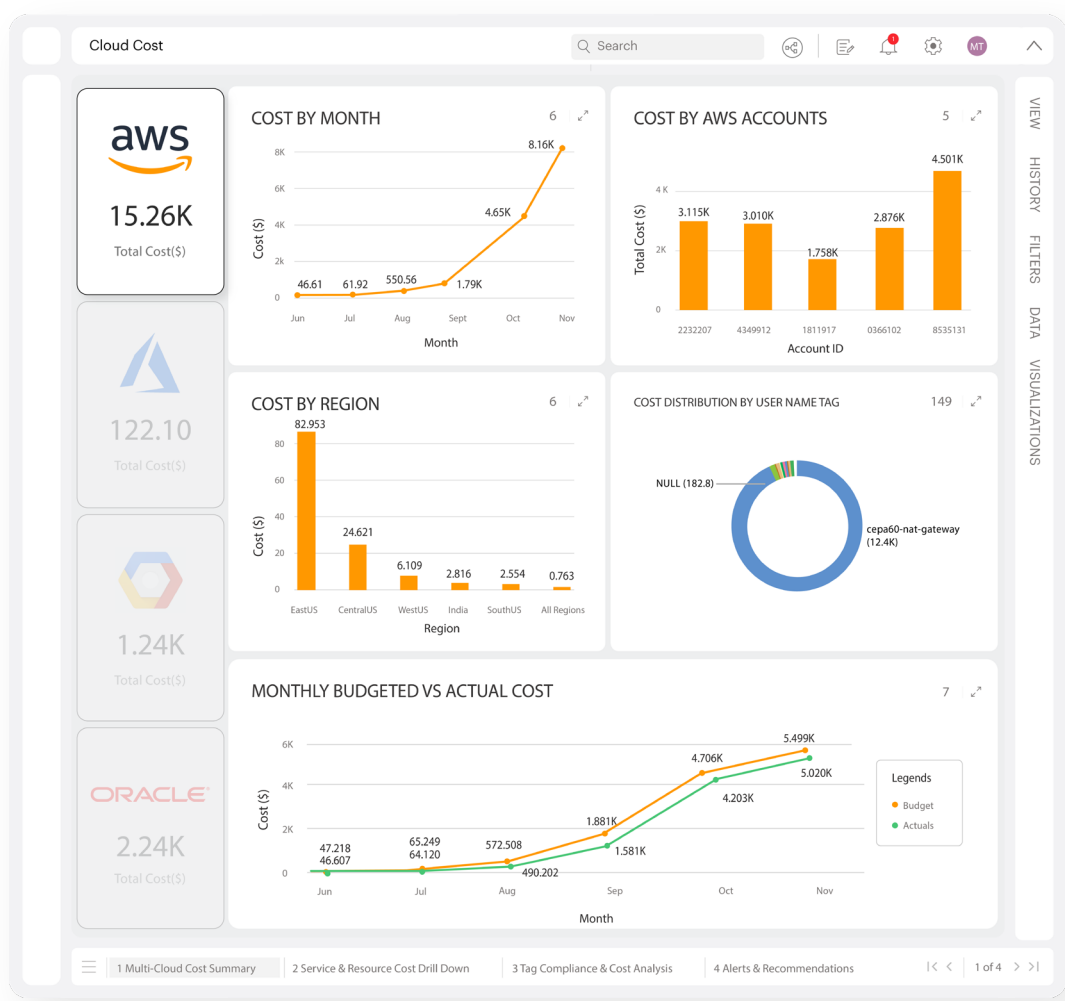 Cloud Cost
Search
1
MT
aws
15.26K
Total Cost($)
122.10
Total Cost($)
1.24K
Total Cost($)
ORACLE
2.24K
Total Cost($)
COST BY MONTH
6
Cost ($)
8K
6K
4K
2k
0
46.61
61.92
550.56
1.79K
4.65K
8.16K
Jun
Jul
Aug
Sept
Oct
Nov
Month
COST BY AWS ACCOUNTS
5
Total Cost ($)
4 K
2K
0
3.115K
3.010K
1.758K
2.876K
4.501K
2232207
4349912
1811917
0366102
8535131
Account ID
COST BY REGION
6
Cost ($)
80
60
40
20
0
82.953
24.621
6.109
2.816
2.554
0.763
EastUS
CentralUS
WestUS
India
SouthUS
All Regions
Region
COST DISTRIBUTION BY USER NAME TAG
149
NULL (182.8)
cepa60-nat-gateway
(12.4K)
MONTHLY BUDGETED VS ACTUAL COST
7
Cost ($)
6K
4K
2K
0
47.218
46.607
65.249
64.120
572.508
490.202
1.881K
1.581K
4.706K
4.203K
5.499K
5.020K
Jun
Jul
Aug
Sep
Oct
Nov
Month
Legends
Budget
Actuals
VIEW
HISTORY
FILTERS
DATA
VISUALIZATIONS
1 Multi-Cloud Cost Summary
2 Service & Resource Cost Drill Down
3 Tag Compliance & Cost Analysis
4 Alerts & Recommendations
1 of 4